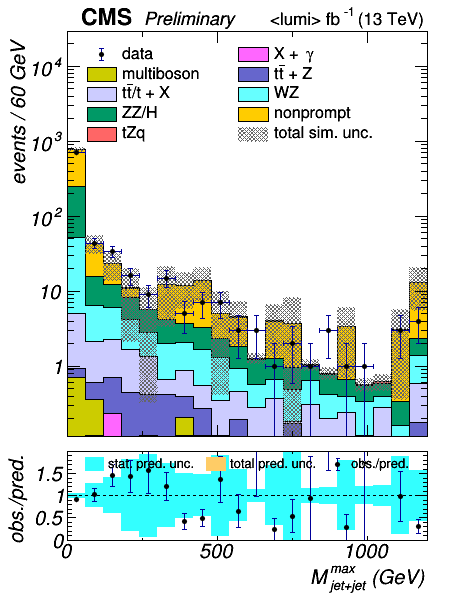 CMS Preliminary <lumi> fb⁻¹ (13 TeV)
events / 60 GeV
10⁴
10³
10²
10
1
data
multiboson
tt̄/t + X
ZZ/H
tZq
X + γ
tt̄ + Z
WZ
nonprompt
total sim. unc.
obs./pred.
1.5
1
0.5
0
stat. pred. unc. total pred. unc. obs./pred.
0 500 1000
M^max_jet+jet (GeV)